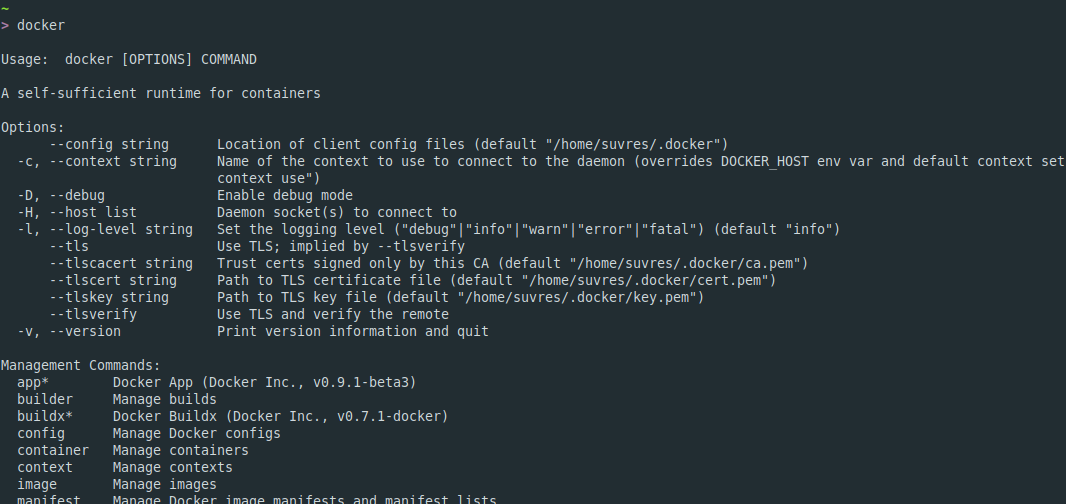 ~
> docker
Usage:  docker [OPTIONS] COMMAND
A self-sufficient runtime for containers
Options:
      --config string      Location of client config files (default "/home/suvres/.docker")
  -c, --context string     Name of the context to use to connect to the daemon (overrides DOCKER_HOST env var and default context set
                           context use")
  -D, --debug              Enable debug mode
  -H, --host list          Daemon socket(s) to connect to
  -l, --log-level string   Set the logging level ("debug"|"info"|"warn"|"error"|"fatal") (default "info")
      --tls                Use TLS; implied by --tlsverify
      --tlscacert string   Trust certs signed only by this CA (default "/home/suvres/.docker/ca.pem")
      --tlscert string     Path to TLS certificate file (default "/home/suvres/.docker/cert.pem")
      --tlskey string      Path to TLS key file (default "/home/suvres/.docker/key.pem")
      --tlsverify          Use TLS and verify the remote
  -v, --version            Print version information and quit
Management Commands:
  app*        Docker App (Docker Inc., v0.9.1-beta3)
  builder     Manage builds
  buildx*     Docker Buildx (Docker Inc., v0.7.1-docker)
  config      Manage Docker configs
  container   Manage containers
  context     Manage contexts
  image       Manage images
  manifest    Manage Docker image manifests and manifest lists